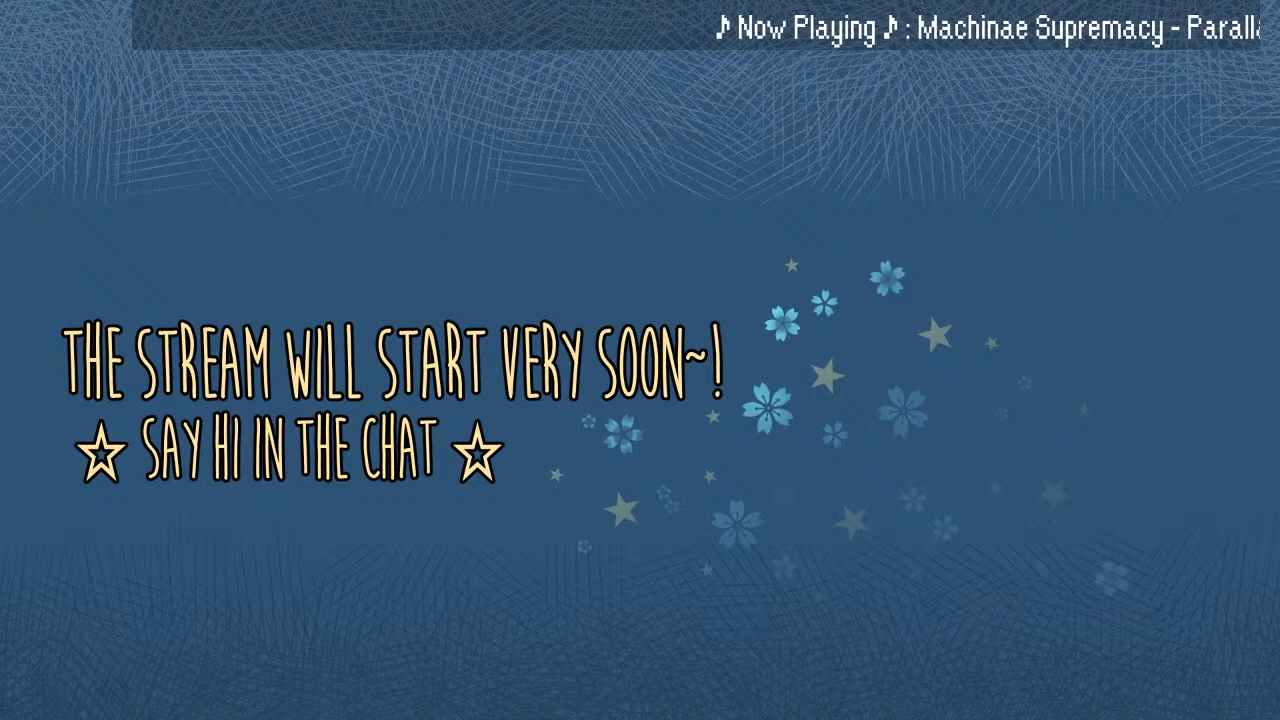 ♪ Now Playing ♪ : Machinae Supremacy - Parall
THE STREAM WILL START VERY SOON~!
☆ SAY HI IN THE CHAT ☆